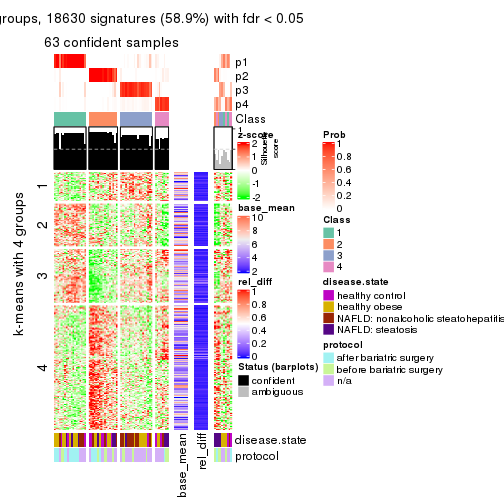 groups, 18630 signatures (58.9%) with fdr < 0.05
63 confident samples
p1
p2
p3
p4
Class
1
Silhouette
score
z-score
2
1
0
-1
-2
base_mean
10
8
6
4
2
rel_diff
1
0.8
0.6
0.4
0.2
0
Status (barplots)
confident
ambiguous
Prob
1
0.8
0.6
0.4
0.2
0
Class
1
2
3
4
disease.state
healthy control
healthy obese
NAFLD: nonalcoholic steatohepatitis
NAFLD: steatosis
protocol
after bariatric surgery
before bariatric surgery
n/a
k-means with 4 groups
1
2
3
4
disease.state
protocol
base_mean
rel_diff